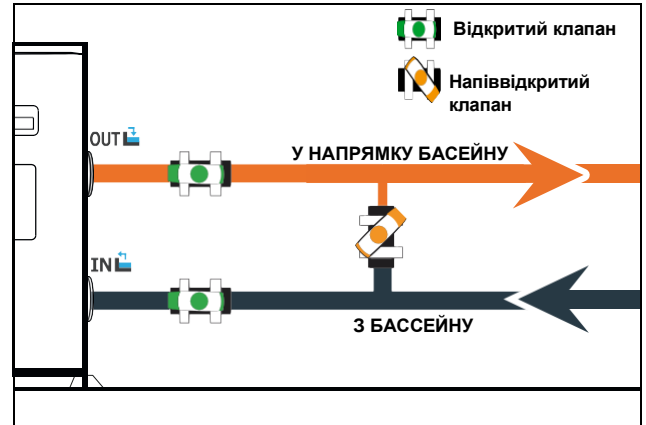 Відкритий клапан
Напіввідкритий
клапан
OUT
У НАПРЯМКУ БАСЕЙНУ
IN
З БАССЕЙНУ